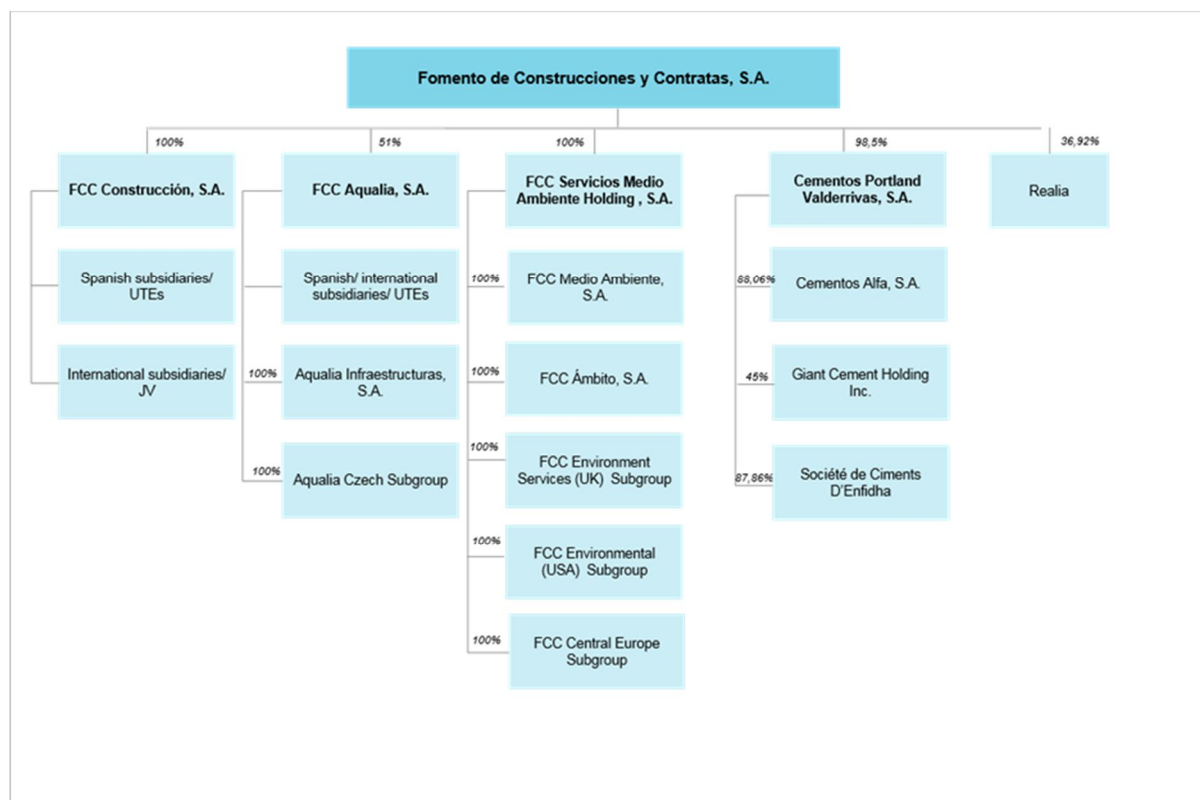 Fomento de Construcciones y Contratas, S.A.
100%
51%
100%
98,5%
36,92%
FCC Construcción, S.A.
FCC Aqualia, S.A.
FCC Servicios Medio
Ambiente Holding , S.A.
Cementos Portland
Valderrivas, S.A.
Realia
Spanish subsidiaries/
UTEs
Spanish/ international
subsidiaries/ UTEs
100%
FCC Medio Ambiente,
S.A.
88,06%
Cementos Alfa, S.A.
International subsidiaries/
JV
100%
Aqualia Infraestructuras,
S.A.
100%
FCC Ámbito, S.A.
45%
Giant Cement Holding
Inc.
100%
Aqualia Czech Subgroup
100%
FCC Environment
Services (UK) Subgroup
87,86%
Société de Ciments
D'Enfidha
100%
FCC Environmental
(USA) Subgroup
100%
FCC Central Europe
Subgroup